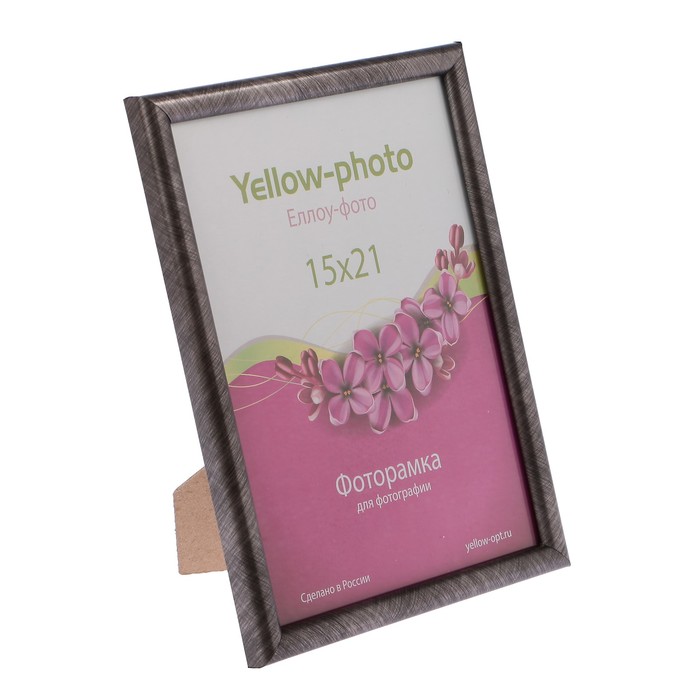 Yellow-photo
Еллоу-фото
15x21
Фоторамка
для фотографии
yellow-opt.ru
Сделано в России